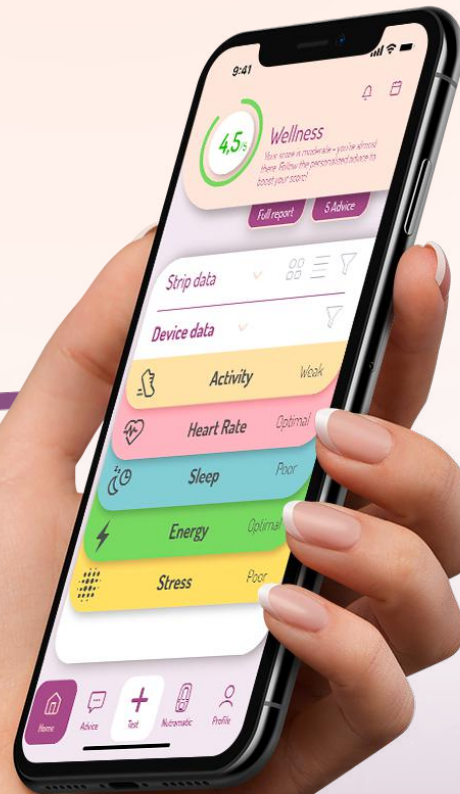 9:41
4,5/5
Wellness
Your score is moderate - you're almost
there. Follow the personalized advice to
boost your score!
Full report
5 Advice
Strip data
Device data
Activity Weak
Heart Rate Optimal
Sleep Poor
Energy Optimal
Stress Poor
Home Advice Test Nutramatic Profile